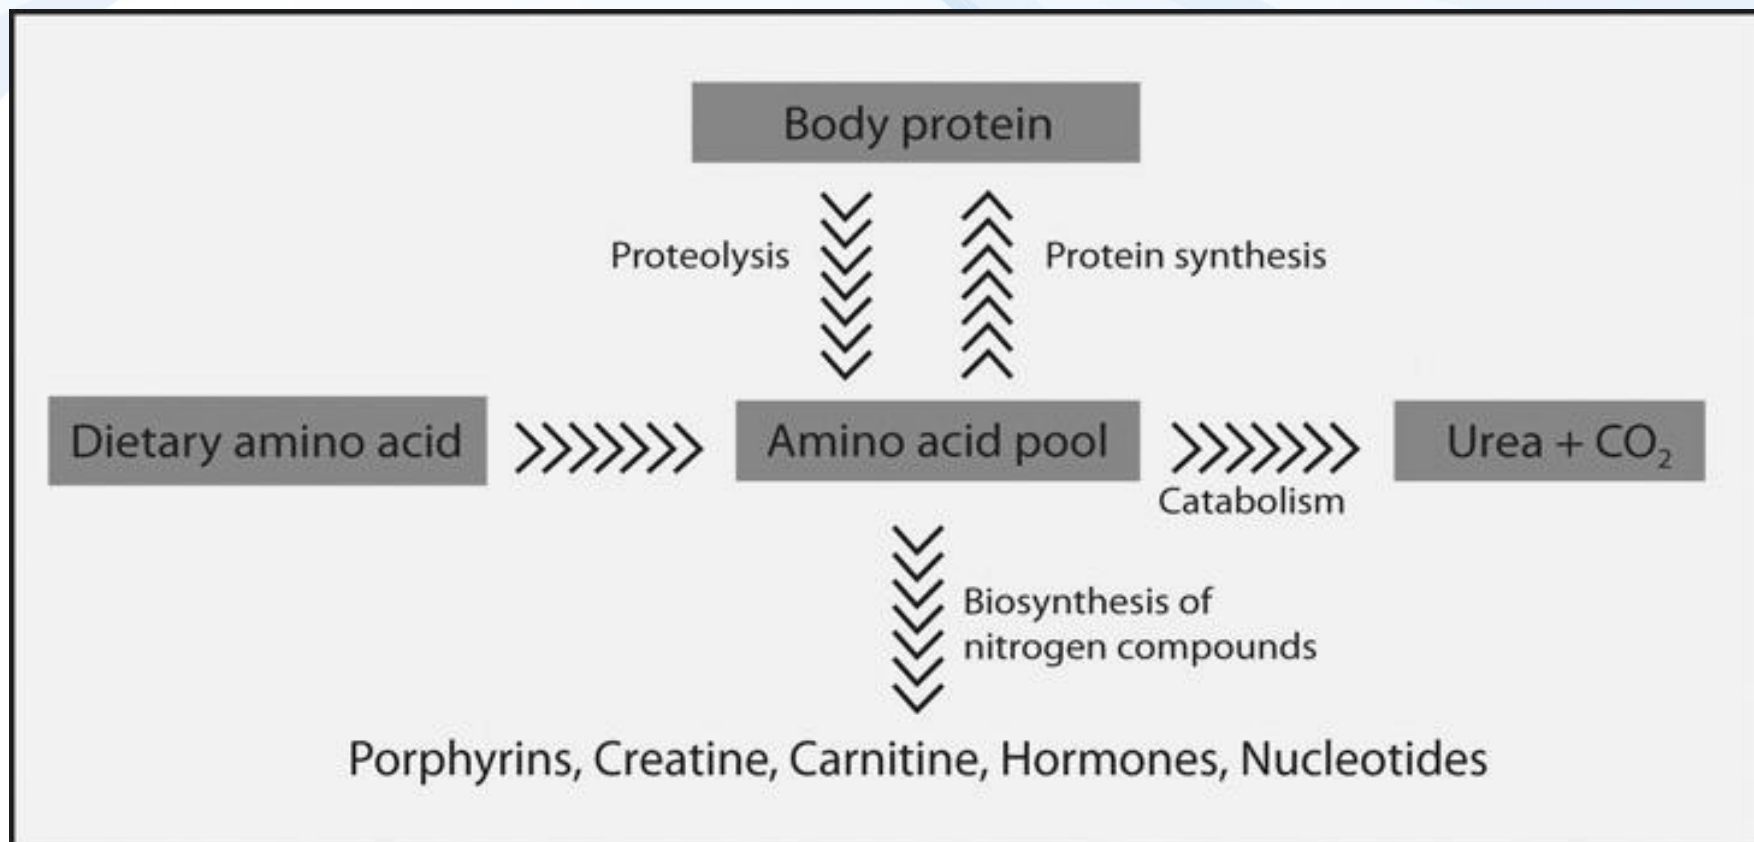 Body protein
Proteolysis
Protein synthesis
Dietary amino acid
Amino acid pool
Urea + CO₂
Catabolism
Biosynthesis of
nitrogen compounds
Porphyrins, Creatine, Carnitine, Hormones, Nucleotides